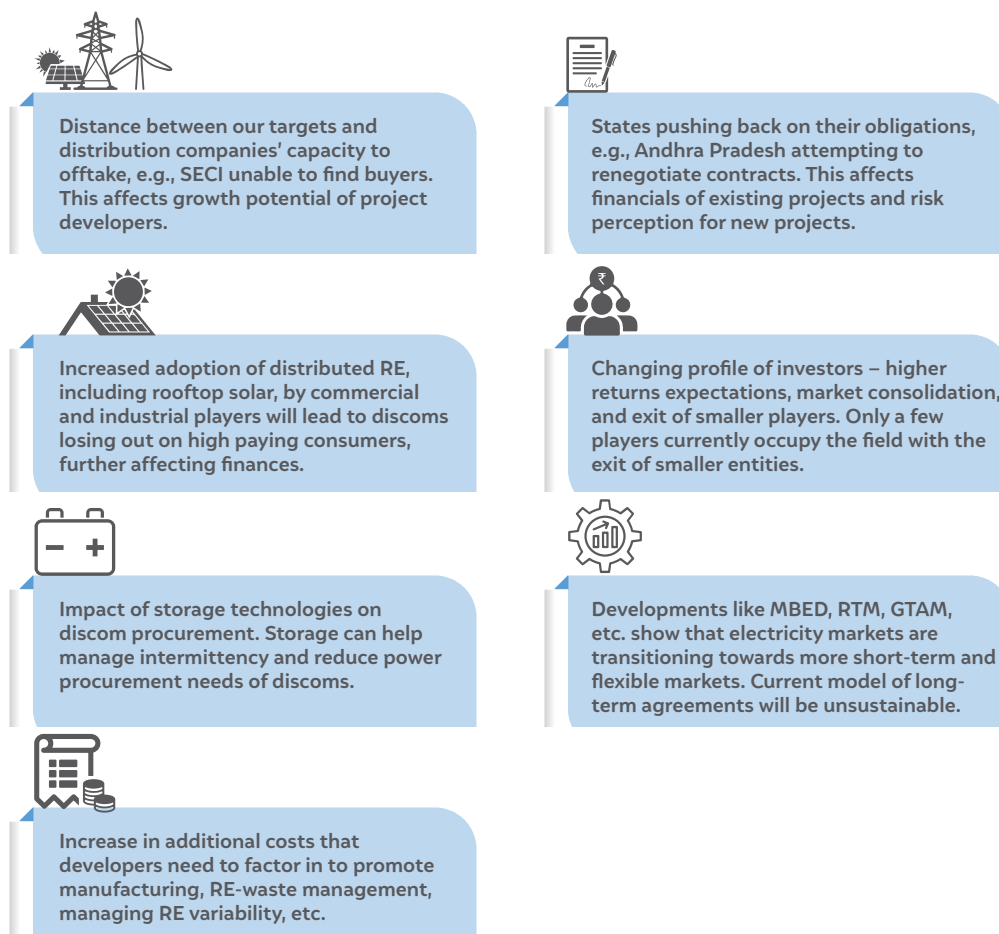 Distance between our targets and
distribution companies' capacity to
offtake, e.g., SECI unable to find buyers.
This affects growth potential of project
developers.
States pushing back on their obligations,
e.g., Andhra Pradesh attempting to
renegotiate contracts. This affects
financials of existing projects and risk
perception for new projects.
Increased adoption of distributed RE,
including rooftop solar, by commercial
and industrial players will lead to discoms
losing out on high paying consumers,
further affecting finances.
₹
Changing profile of investors – higher
returns expectations, market consolidation,
and exit of smaller players. Only a few
players currently occupy the field with the
exit of smaller entities.
Impact of storage technologies on
discom procurement. Storage can help
manage intermittency and reduce power
procurement needs of discoms.
Developments like MBED, RTM, GTAM,
etc. show that electricity markets are
transitioning towards more short-term and
flexible markets. Current model of long-
term agreements will be unsustainable.
Increase in additional costs that
developers need to factor in to promote
manufacturing, RE-waste management,
managing RE variability, etc.